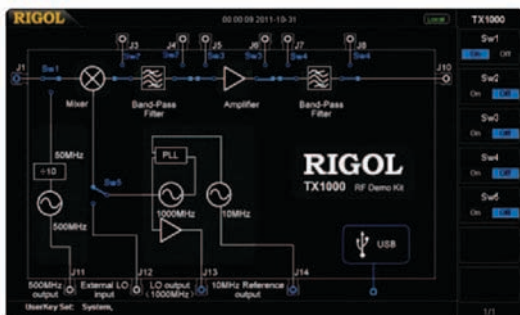 RIGOL
00:00:09 2011-10-31
Local
TX1000
Sw1
On Off
Sw2
On Off
Sw3
On Off
Sw4
On Off
Sw5
On Off
1/1
J1
J3
J4
J5
J6
J7
J8
J10
Sw1
Sw2
Sw2
Sw3
Sw3
Sw4
Sw4
Mixer
Band-Pass
Filter
Amplifier
Band-Pass
Filter
50MHz
÷10
500MHz
Sw5
PLL
1000MHz
10MHz
RIGOL
TX1000 RF Demo Kit
USB
J11
J12
J13
J14
500MHz
output
External LO
input
LO output
(1000MHz)
10MHz Reference
output
UserKey Set: System,